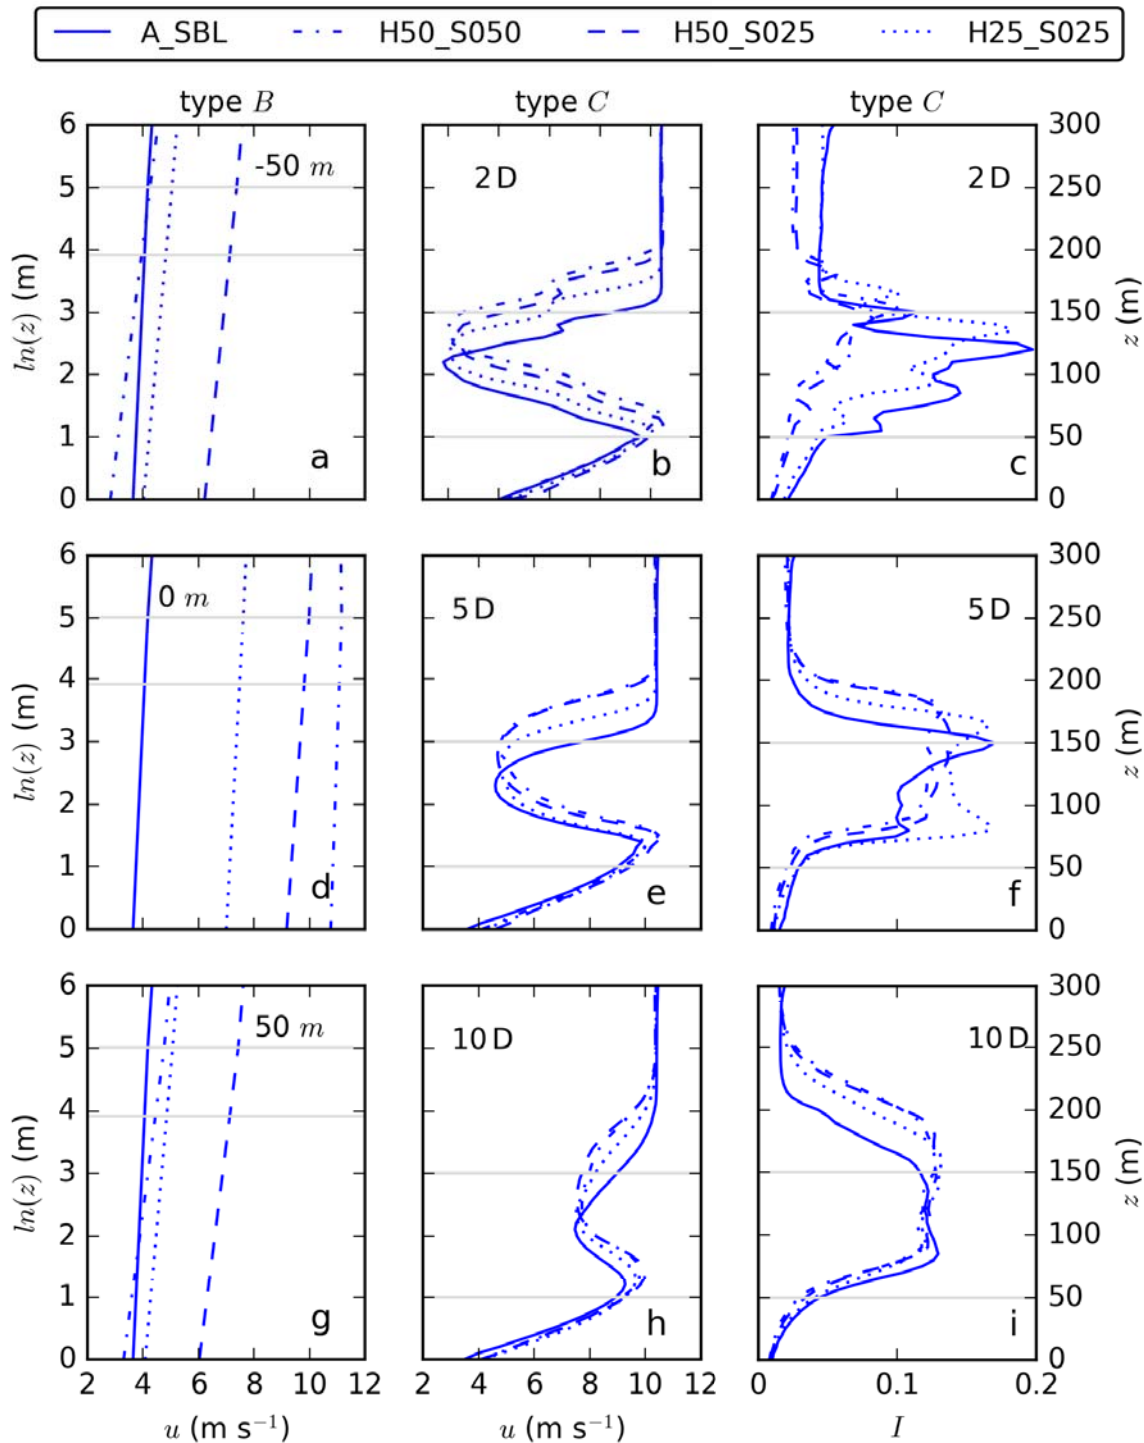 A_SBL H50_S050 H50_S025 H25_S025
type B type C type C
6 300
-50 m 2D 2D
5 250
4 200
ln(z) (m) 3 150 z (m)
2 100
1 50
a b c
0 0
6 300
0 m 5D 5D
5 250
4 200
ln(z) (m) 3 150 z (m)
2 100
1 50
d e f
0 0
6 300
50 m 10D 10D
5 250
4 200
ln(z) (m) 3 150 z (m)
2 100
1 50
g h i
0 0
2 4 6 8 10 12 2 4 6 8 10 12 0 0.1 0.2
u (m s⁻¹) u (m s⁻¹) I